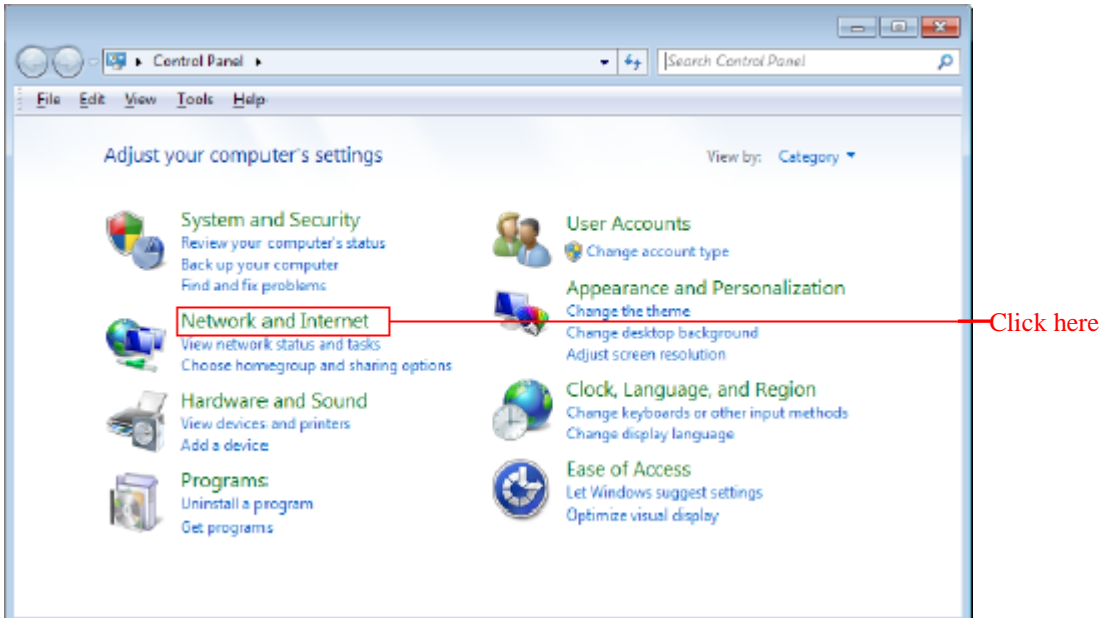 Control Panel
Search Control Panel
File Edit View Tools Help
Adjust your computer's settings
View by: Category
System and Security
Review your computer's status
Back up your computer
Find and fix problems
Network and Internet
View network status and tasks
Choose homegroup and sharing options
Hardware and Sound
View devices and printers
Add a device
Programs
Uninstall a program
Get programs
User Accounts
Change account type
Appearance and Personalization
Change the theme
Change desktop background
Adjust screen resolution
Clock, Language, and Region
Change keyboards or other input methods
Change display language
Ease of Access
Let Windows suggest settings
Optimize visual display
Click here